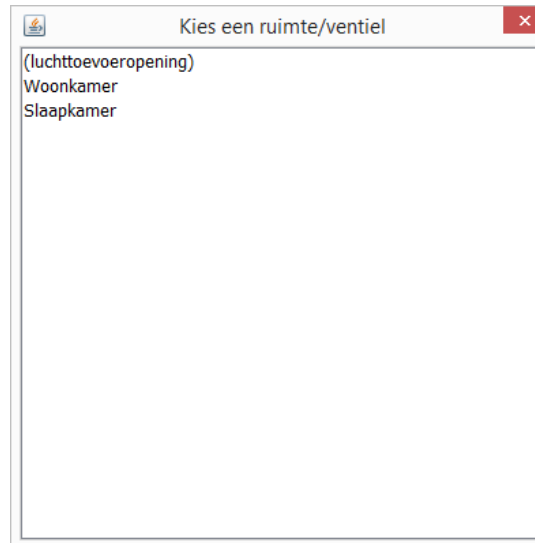 Kies een ruimte/ventiel
(luchttoevoeropening)
Woonkamer
Slaapkamer